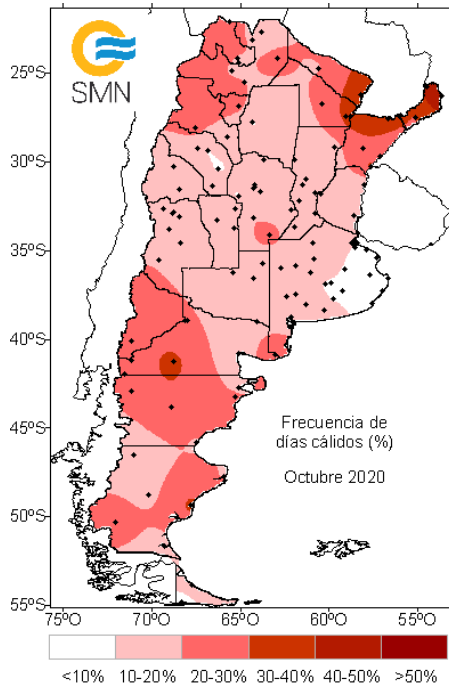 SMN
25ºS
30ºS
35ºS
40ºS
45ºS
50ºS
55ºS
Frecuencia de
días cálidos (%)
Octubre 2020
75ºO 70ºO 65ºO 60ºO 55ºO
<10% 10-20% 20-30% 30-40% 40-50% >50%